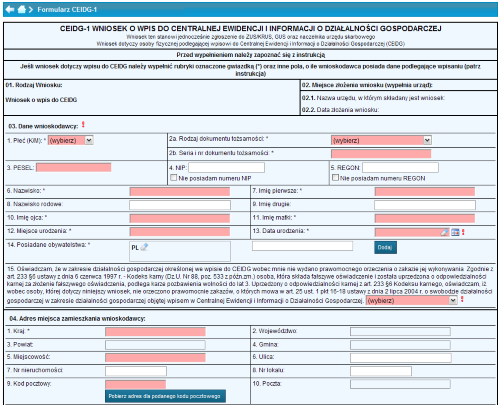 Formularz CEIDG-1
CEIDG-1 WNIOSEK O WPIS DO CENTRALNEJ EWIDENCJI I INFORMACJI O DZIAŁALNOŚCI GOSPODARCZEJ
Wniosek ten stanowi jednocześnie zgłoszenie do ZUS/KRUS, GUS oraz naczelnika urzędu skarbowego
Wniosek dotyczy osoby fizycznej podlegającej wpisowi do Centralnej Ewidencji i Informacji o Działalności Gospodarczej (CEIDG)
Przed wypełnieniem należy zapoznać się z instrukcją
Jeśli wniosek dotyczy wpisu do CEIDG należy wypełnić rubryki oznaczone gwiazdką (*) oraz inne pola, o ile wnioskodawca posiada dane podlegające wpisaniu (patrz
instrukcja)
01. Rodzaj Wniosku:
Wniosek o wpis do CEIDG
02. Miejsce złożenia wniosku (wypełnia urząd):
02.1. Nazwa urzędu, w którym składany jest wniosek:
02.2. Data złożenia wniosku:
03. Dane wnioskodawcy: !
1. Płeć (K/M): * (wybierz)
2a. Rodzaj dokumentu tożsamości: * (wybierz)
2b. Seria i nr dokumentu tożsamości: *
3. PESEL: *
4. NIP:
Nie posiadam numeru NIP
5. REGON:
Nie posiadam numeru REGON
6. Nazwisko: *
7. Imię pierwsze: *
8. Nazwisko rodowe:
9. Imię drugie:
10. Imię ojca: *
11. Imię matki: *
12. Miejsce urodzenia: *
13. Data urodzenia: * !
14. Posiadane obywatelstwa: *
PL
Dodaj
15. Oświadczam, że w zakresie działalności gospodarczej określonej we wpisie do CEIDG wobec mnie nie wydano prawomocnego orzeczenia o zakazie jej wykonywania. Zgodnie z
art. 233 §6 ustawy z dnia 6 czerwca 1997 r. - Kodeks karny (Dz.U. Nr 88, poz. 553 z późn.zm.) osoba, która składa fałszywe oświadczenie i została uprzedzona o odpowiedzialności
karnej za złożenie fałszywego oświadczenia, podlega karze pozbawienia wolności do lat 3. Uprzedzony o odpowiedzialności karnej z art. 233 §6 Kodeksu karnego, oświadczam, iż
wobec osoby, której dotyczy niniejszy wniosek, nie orzeczono prawomocnie zakazów, o których mowa w art. 25 ust. 1 pkt 16-18 ustawy z dnia 2 lipca 2004 r. o swobodzie działalności
gospodarczej w zakresie działalności gospodarczej objętej wpisem w Centralnej Ewidencji i Informacji o Działalności Gospodarczej. (wybierz) !
04. Adres miejsca zamieszkania wnioskodawcy:
1. Kraj: *
2. Województwo:
3. Powiat:
4. Gmina:
5. Miejscowość:
6. Ulica:
7. Nr nieruchomości
8. Nr lokalu:
9. Kod pocztowy:
10. Poczta:
Pobierz adres dla podanego kodu pocztowego